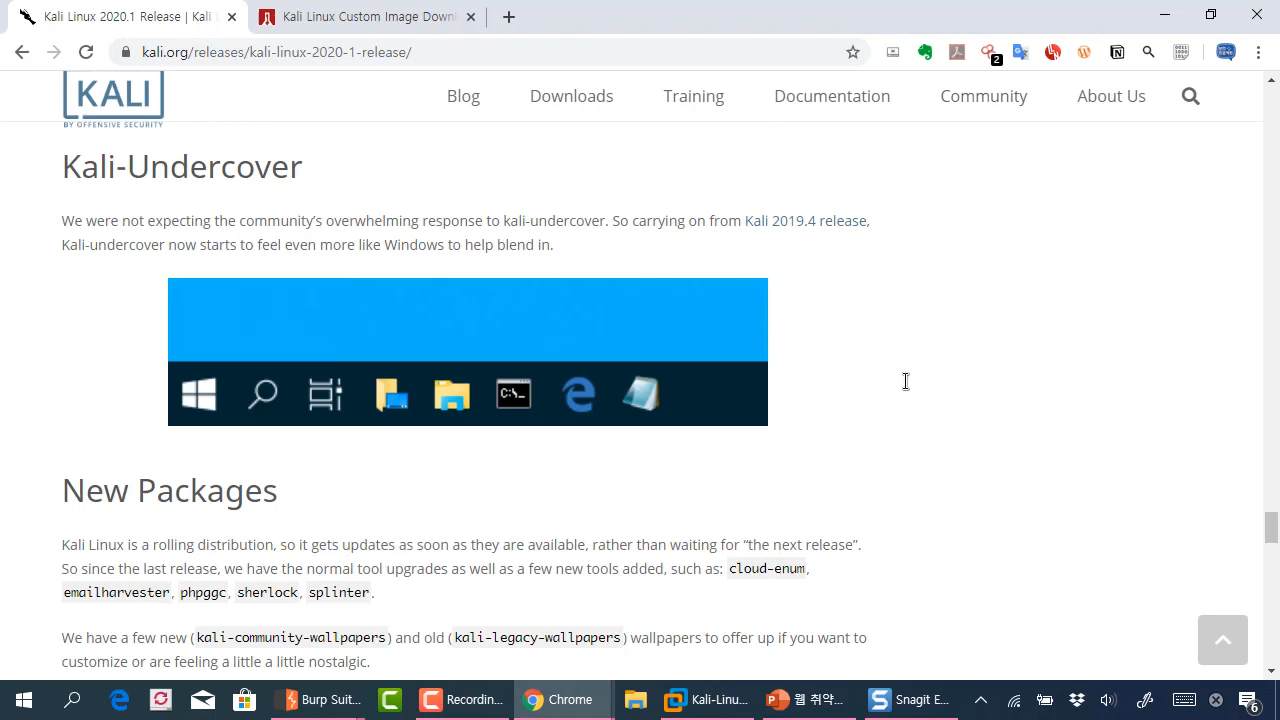 Kali Linux 2020.1 Release | Kali
Kali Linux Custom Image Downl
kali.org/releases/kali-linux-2020-1-release/
2
KALI
BY OFFENSIVE SECURITY
Blog
Downloads
Training
Documentation
Community
About Us
Kali-Undercover
We were not expecting the community’s overwhelming response to kali-undercover. So carrying on from Kali 2019.4 release,
Kali-undercover now starts to feel even more like Windows to help blend in.
C:\_
New Packages
Kali Linux is a rolling distribution, so it gets updates as soon as they are available, rather than waiting for “the next release”.
So since the last release, we have the normal tool upgrades as well as a few new tools added, such as: cloud-enum,
emailharvester, phpggc, sherlock, splinter.
We have a few new (kali-community-wallpapers) and old (kali-legacy-wallpapers) wallpapers to offer up if you want to
customize or are feeling a little a little nostalgic.
Burp Suit...
Recordin...
Chrome
Kali-Linu...
웹 취약...
Snagit E...
6